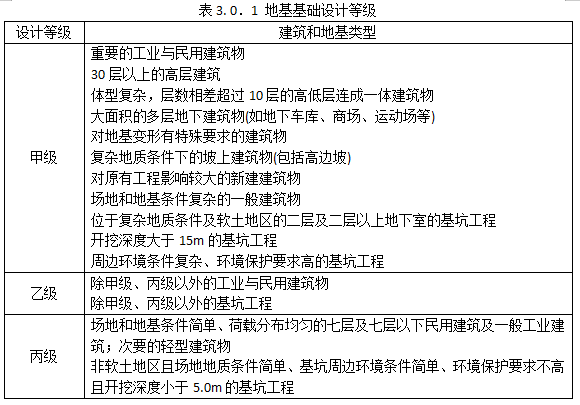 表 3.0.1 地基基础设计等级
设计等级 建筑和地基类型
重要的工业与民用建筑物
30 层以上的高层建筑
体型复杂，层数相差超过 10 层的高低层连成一体建筑物
大面积的多层地下建筑物(如地下车库、商场、运动场等)
对地基变形有特殊要求的建筑物
甲级 复杂地质条件下的坡上建筑物(包括高边坡)
对原有工程影响较大的新建建筑物
场地和地基条件复杂的一般建筑物
位于复杂地质条件及软土地区的二层及二层以上地下室的基坑工程
开挖深度大于 15m 的基坑工程
周边环境条件复杂、环境保护要求高的基坑工程
乙级 除甲级、丙级以外的工业与民用建筑物
除甲级、丙级以外的基坑工程
场地和地基条件简单、荷载分布均匀的七层及七层以下民用建筑及一般工业建
筑；次要的轻型建筑物
丙级 非软土地区且场地地质条件简单、基坑周边环境条件简单、环境保护要求不高
且开挖深度小于 5.0m 的基坑工程